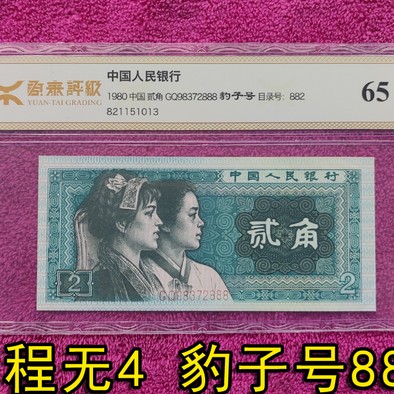 源泰评级
YUAN-TAI GRADING
中国人民银行
1980 中国 贰角 GQ98372888 豹子号 目录号: 882
821151013
65
中国人民银行
贰角
2
GQ98372888
2
程无4 豹子号88